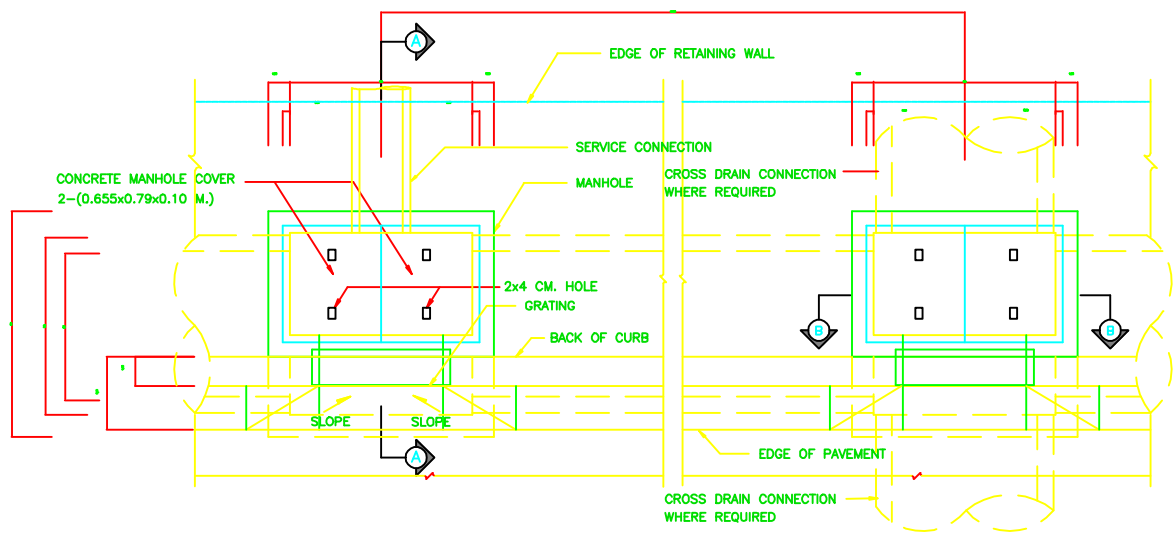 A
EDGE OF RETAINING WALL
SERVICE CONNECTION
CONCRETE MANHOLE COVER
2-(0.655x0.79x0.10 M.)
MANHOLE
CROSS DRAIN CONNECTION
WHERE REQUIRED
2x4 CM. HOLE
GRATING
BACK OF CURB
B
B
SLOPE
SLOPE
A
EDGE OF PAVEMENT
CROSS DRAIN CONNECTION
WHERE REQUIRED